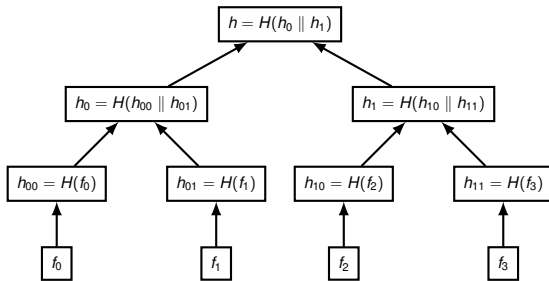 h = H(h₀ ∥ h₁)
h₀ = H(h₀₀ ∥ h₀₁)
h₁ = H(h₁₀ ∥ h₁₁)
h₀₀ = H(f₀)
h₀₁ = H(f₁)
h₁₀ = H(f₂)
h₁₁ = H(f₃)
f₀
f₁
f₂
f₃